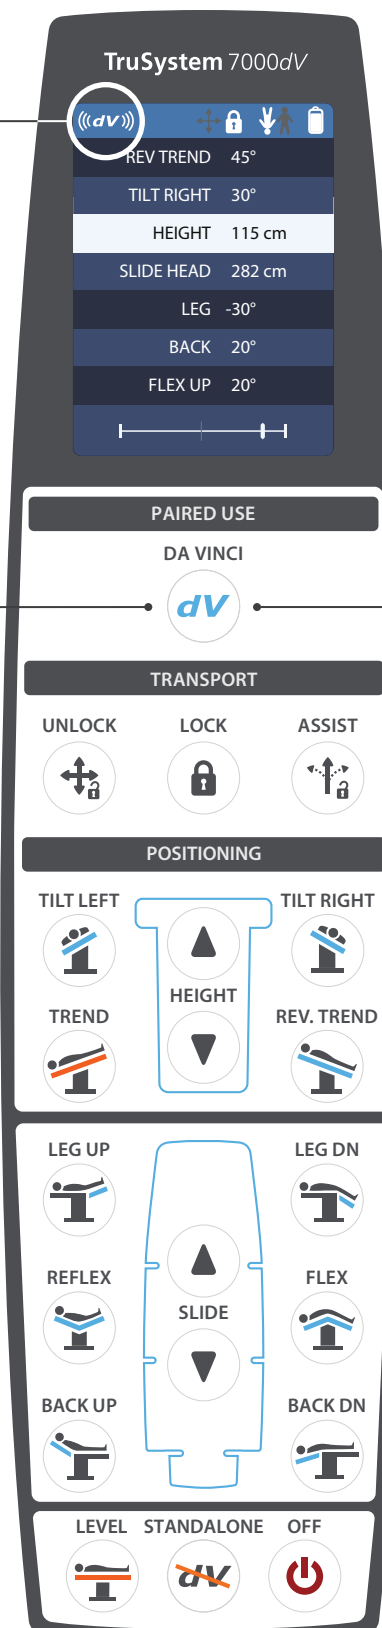 TruSystem 7000dV
((dV))
REV TREND 45°
TILT RIGHT 30°
HEIGHT 115 cm
SLIDE HEAD 282 cm
LEG -30°
BACK 20°
FLEX UP 20°
PAIRED USE
DA VINCI
dV
TRANSPORT
UNLOCK LOCK ASSIST
POSITIONING
TILT LEFT TILT RIGHT
HEIGHT
TREND REV. TREND
LEG UP LEG DN
REFLEX FLEX
SLIDE
BACK UP BACK DN
LEVEL STANDALONE OFF
dV